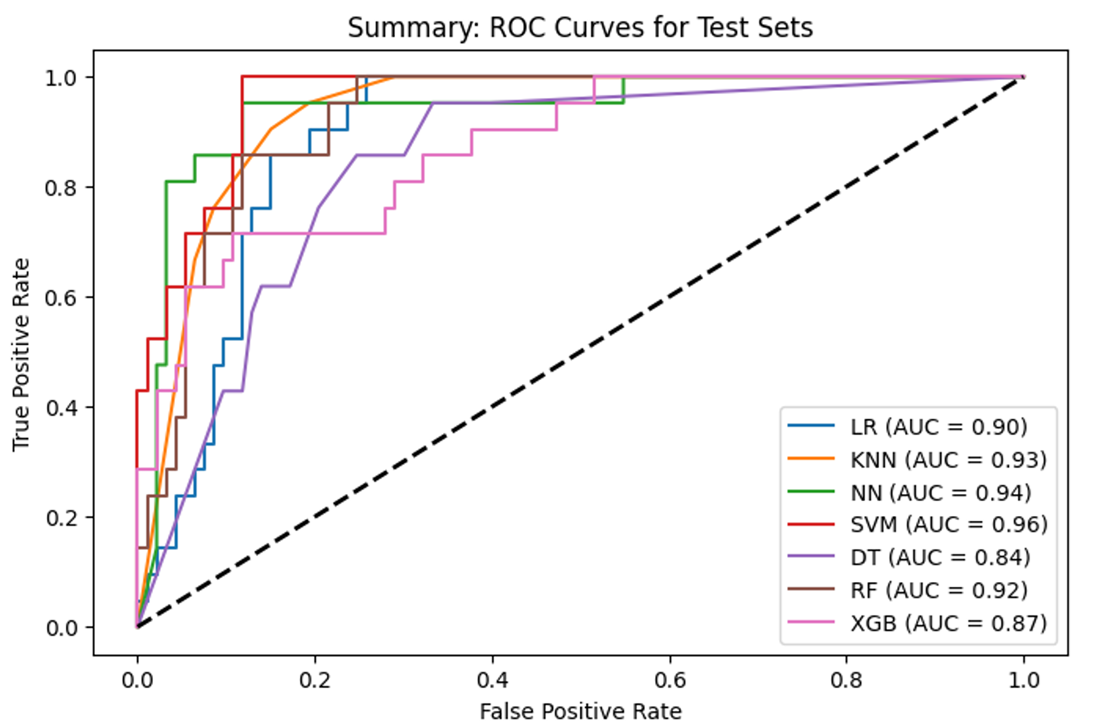 Summary: ROC Curves for Test Sets
True Positive Rate
1.0
0.8
0.6
0.4
0.2
0.0
LR (AUC = 0.90)
KNN (AUC = 0.93)
NN (AUC = 0.94)
SVM (AUC = 0.96)
DT (AUC = 0.84)
RF (AUC = 0.92)
XGB (AUC = 0.87)
0.0 0.2 0.4 0.6 0.8 1.0
False Positive Rate